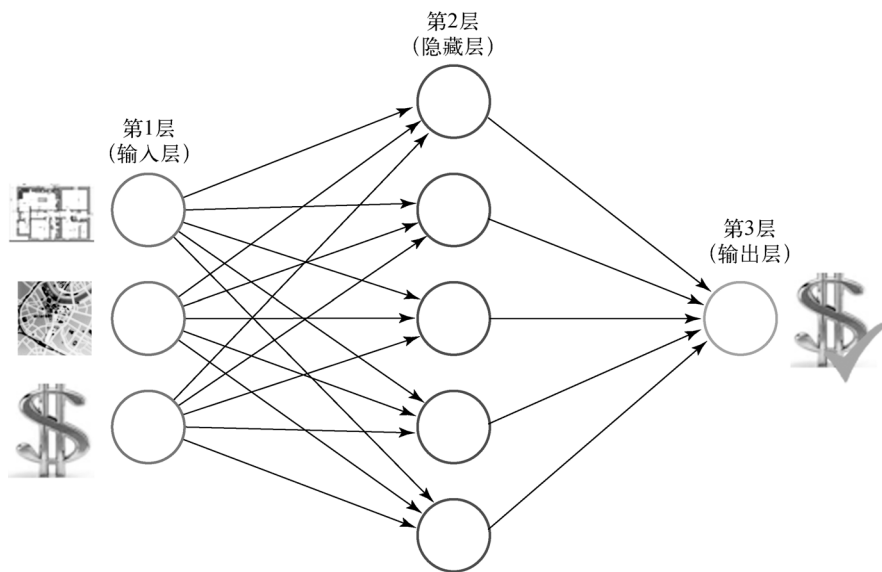 第1层
（输入层）
第2层
（隐藏层）
第3层
（输出层）